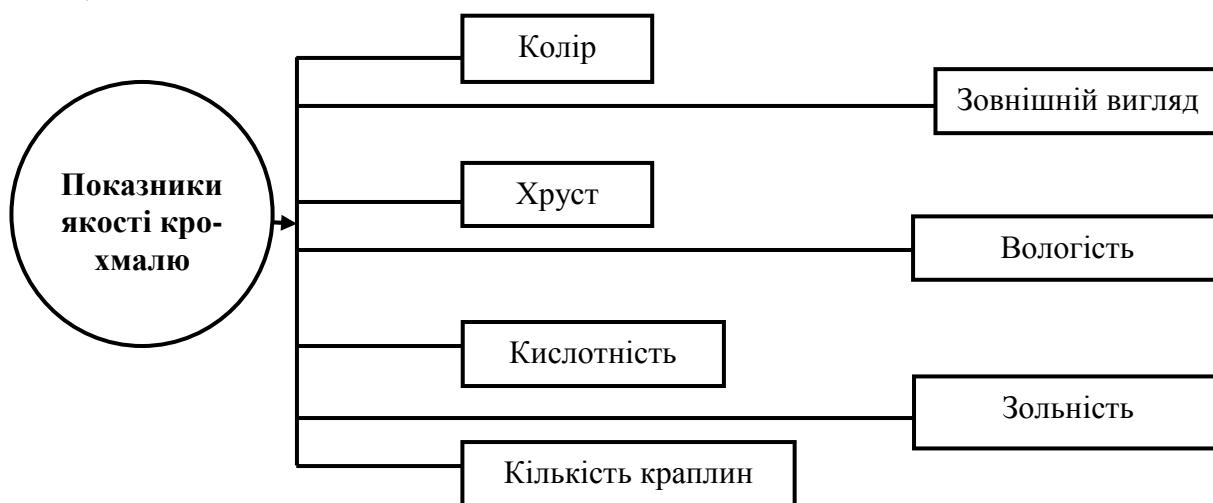 Показники
якості кро-
хмалю
Колір
Зовнішній вигляд
Хруст
Вологість
Кислотність
Зольність
Кількість краплин